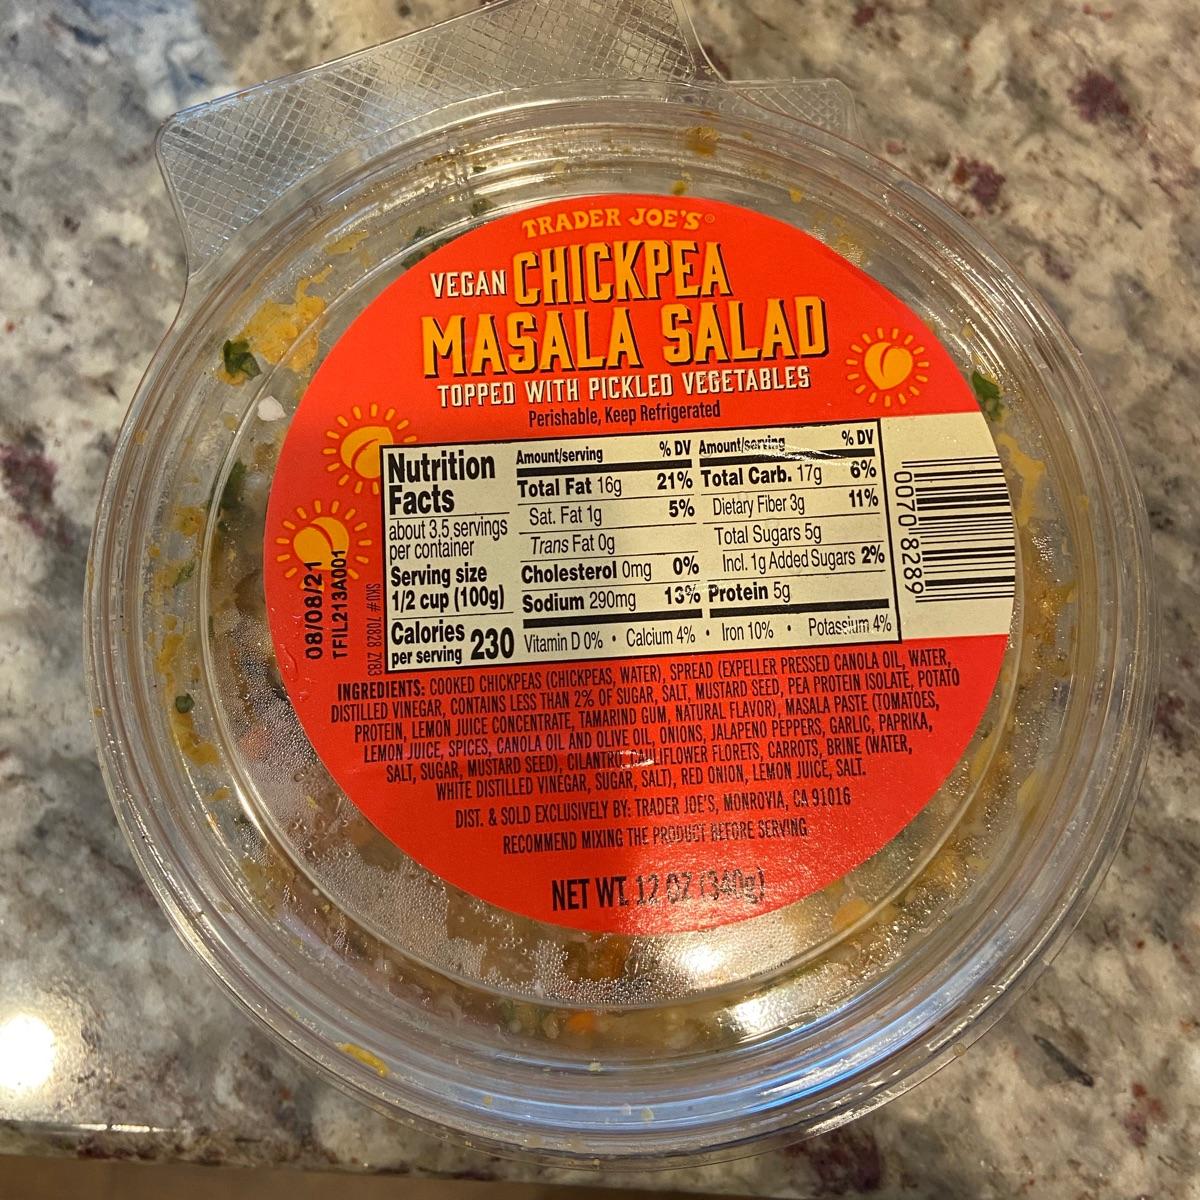 TRADER JOE'S®
VEGAN CHICKPEA
MASALA SALAD
TOPPED WITH PICKLED VEGETABLES
Perishable, Keep Refrigerated
Nutrition
Facts
about 3.5 servings
per container
Serving size
1/2 cup (100g)
Calories
per serving 230
Amount/serving % DV
Total Fat 16g 21%
Sat. Fat 1g 5%
Trans Fat 0g
Cholesterol 0mg 0%
Sodium 290mg 13%
Amount/serving % DV
Total Carb. 17g 6%
Dietary Fiber 3g 11%
Total Sugars 5g
Incl. 1g Added Sugars 2%
Protein 5g
Vitamin D 0% • Calcium 4% • Iron 10% • Potassium 4%
0070 8289
08/08/21
TFIL213A001
SKU #
INGREDIENTS: COOKED CHICKPEAS (CHICKPEAS, WATER), SPREAD (EXPELLER PRESSED CANOLA OIL, WATER,
DISTILLED VINEGAR, CONTAINS LESS THAN 2% OF SUGAR, SALT, MUSTARD SEED, PEA PROTEIN ISOLATE, POTATO
PROTEIN, LEMON JUICE CONCENTRATE, TAMARIND GUM, NATURAL FLAVOR), MASALA PASTE (TOMATOES,
LEMON JUICE, SPICES, CANOLA OIL AND OLIVE OIL, ONIONS, JALAPENO PEPPERS, GARLIC, PAPRIKA,
SALT, SUGAR, MUSTARD SEED), CILANTRO, CAULIFLOWER FLORETS, CARROTS, BRINE (WATER,
WHITE DISTILLED VINEGAR, SUGAR, SALT), RED ONION, LEMON JUICE, SALT.
DIST. & SOLD EXCLUSIVELY BY: TRADER JOE'S, MONROVIA, CA 91016
RECOMMEND MIXING THE PRODUCT BEFORE SERVING
NET WT. 12 OZ (340g)